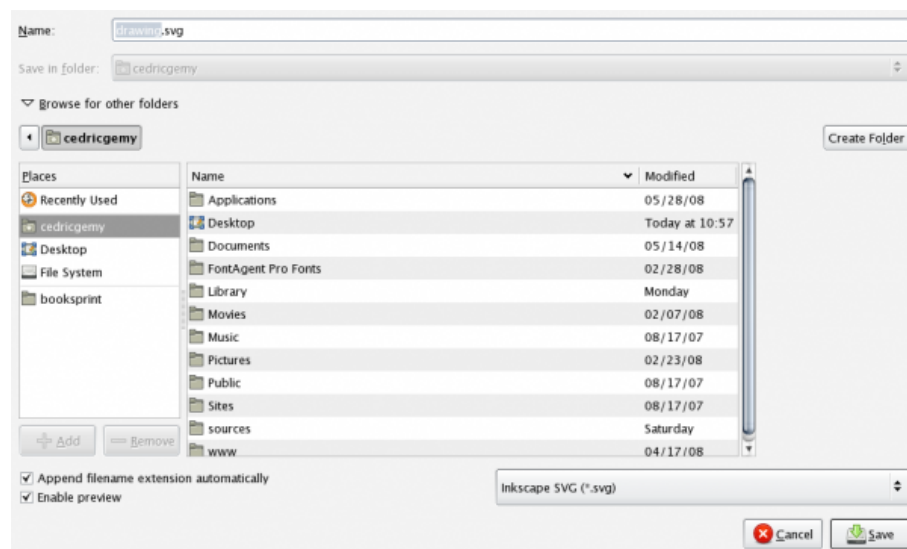 Name: drawing.svg
Save in folder: cedricgemy
Browse for other folders
cedricgemy Create Folder
Places Name Modified
Recently Used Applications 05/28/08
cedricgemy Desktop Today at 10:57
Desktop Documents 05/14/08
File System FontAgent Pro Fonts 02/28/08
booksprint Library Monday
Movies 02/07/08
Music 08/17/07
Pictures 02/23/08
Public 08/17/07
Sites 08/17/07
Add Remove sources Saturday
www 04/17/08
Append filename extension automatically Inkscape SVG (*.svg)
Enable preview
Cancel Save